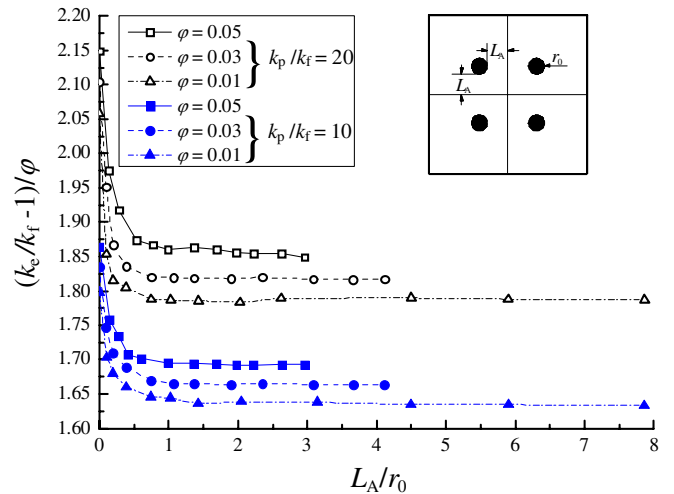 2.20
2.15
2.10
2.05
2.00
1.95
1.90
1.85
1.80
1.75
1.70
1.65
1.60
(k_e/k_f -1)/φ
φ = 0.05
φ = 0.03 } k_p/k_f = 20
φ = 0.01
φ = 0.05
φ = 0.03 } k_p/k_f = 10
φ = 0.01
L_A
r_0
L_A
0 1 2 3 4 5 6 7 8
L_A/r_0